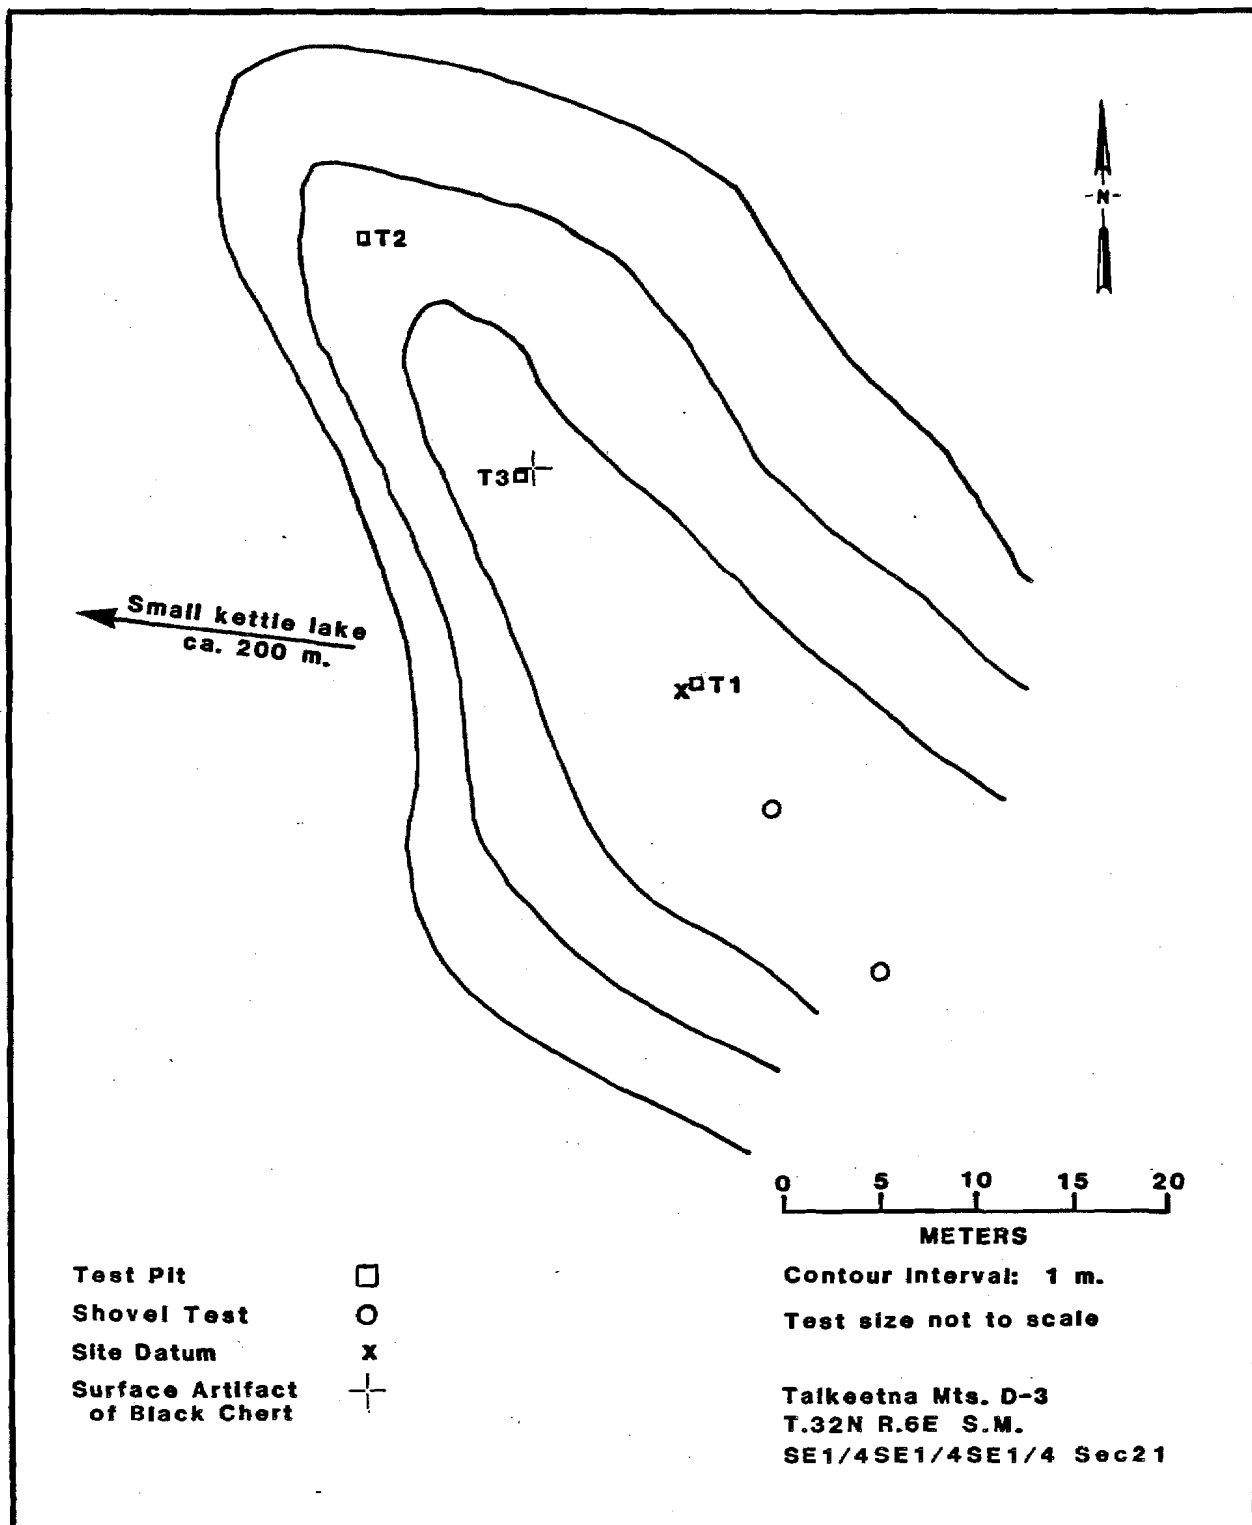 -N-
T2
T3
Small kettle lake
ca. 200 m.
x T1
0 5 10 15 20
METERS
Test Pit
Contour Interval: 1 m.
Shovel Test
Test size not to scale
Site Datum x
Surface Artifact
of Black Chert
Talkeetna Mts. D-3
T.32N R.6E S.M.
SE1/4SE1/4SE1/4 Sec21